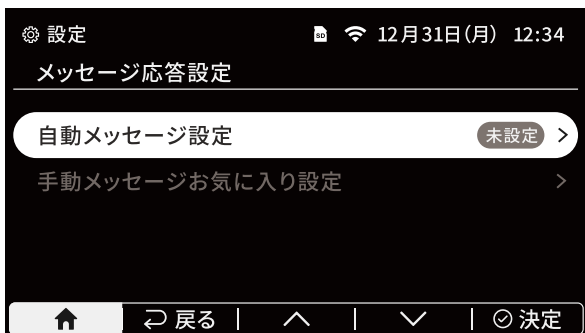 設定 SD 12月31日(月) 12:34
メッセージ応答設定
自動メッセージ設定 未設定
手動メッセージお気に入り設定
戻る 決定